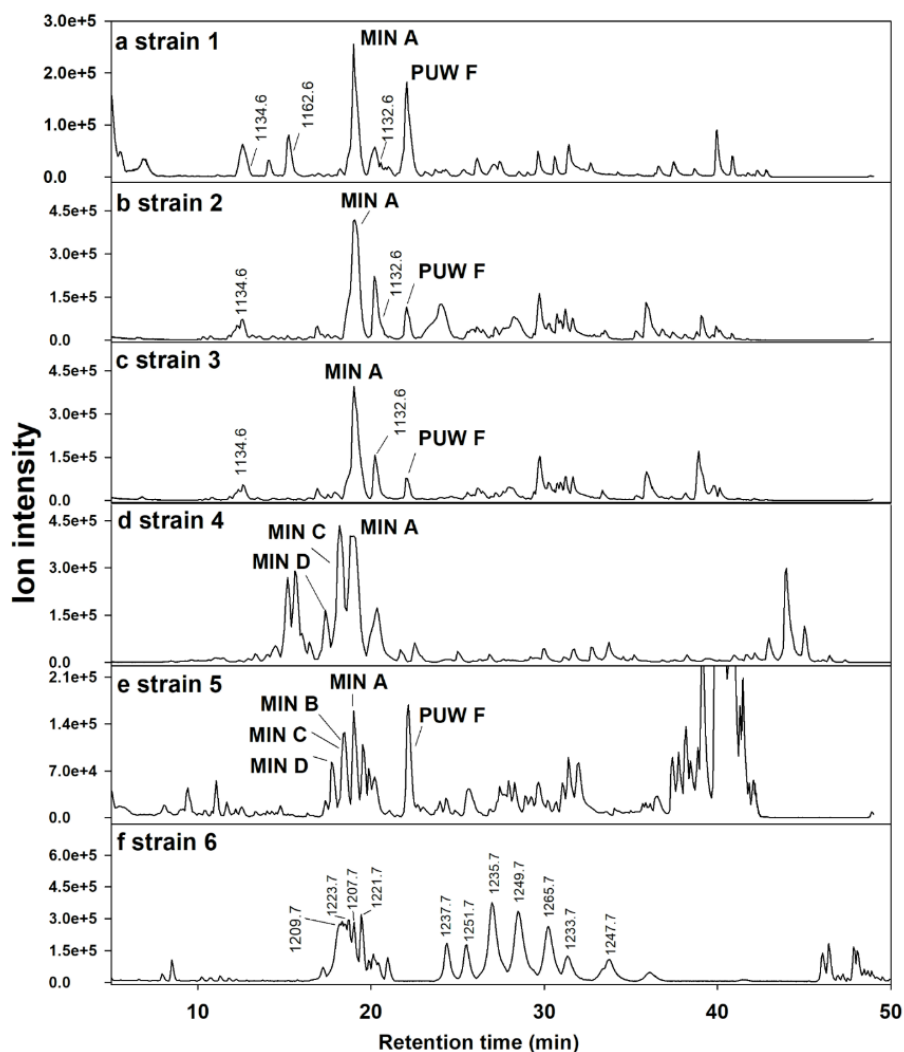 Ion intensity
a strain 1
3.0e+5
2.0e+5
1.0e+5
0.0
1134.6
1162.6
MIN A
1132.6
PUW F
b strain 2
4.5e+5
3.0e+5
1.5e+5
0.0
1134.6
MIN A
1132.6
PUW F
c strain 3
4.5e+5
3.0e+5
1.5e+5
0.0
1134.6
MIN A
1132.6
PUW F
d strain 4
4.5e+5
3.0e+5
1.5e+5
0.0
MIN D
MIN C
MIN A
e strain 5
2.1e+5
1.4e+5
7.0e+4
0.0
MIN D
MIN C
MIN B
MIN A
PUW F
f strain 6
6.0e+5
4.5e+5
3.0e+5
1.5e+5
0.0
1209.7
1223.7
1207.7
1221.7
1237.7
1251.7
1235.7
1249.7
1265.7
1233.7
1247.7
10 20 30 40 50
Retention time (min)